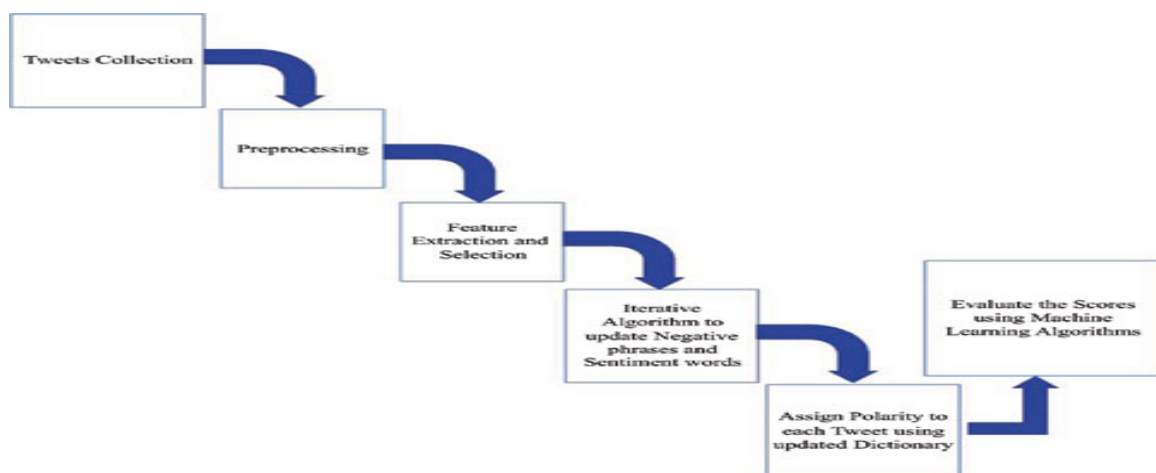 Tweets Collection
Preprocessing
Feature
Extraction and
Selection
Iterative
Algorithm to
update Negative
phrases and
Sentiment words
Assign Polarity to
each Tweet using
updated Dictionary
Evaluate the Scores
using Machine
Learning Algorithms